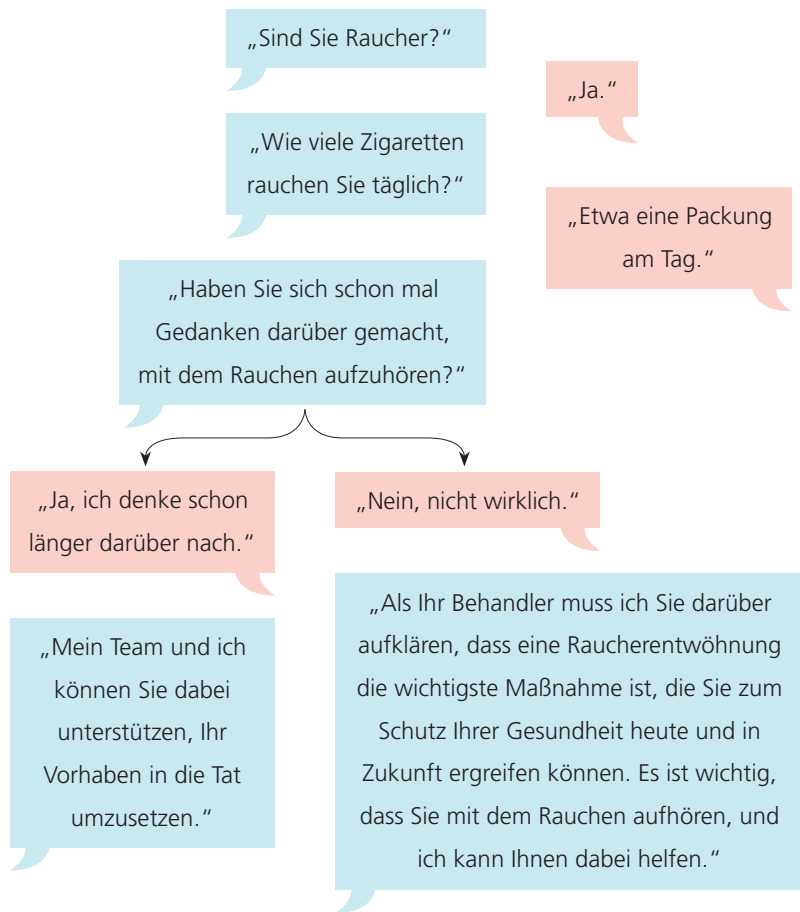 „Sind Sie Raucher?“
„Ja.“
„Wie viele Zigaretten
rauchen Sie täglich?“
„Etwa eine Packung
am Tag.“
„Haben Sie sich schon mal
Gedanken darüber gemacht,
mit dem Rauchen aufzuhören?“
„Ja, ich denke schon
länger darüber nach.“
„Mein Team und ich
können Sie dabei
unterstützen, Ihr
Vorhaben in die Tat
umzusetzen.“
„Nein, nicht wirklich.“
„Als Ihr Behandler muss ich Sie darüber
aufklären, dass eine Raucherentwöhnung
die wichtigste Maßnahme ist, die Sie zum
Schutz Ihrer Gesundheit heute und in
Zukunft ergreifen können. Es ist wichtig,
dass Sie mit dem Rauchen aufhören, und
ich kann Ihnen dabei helfen.“